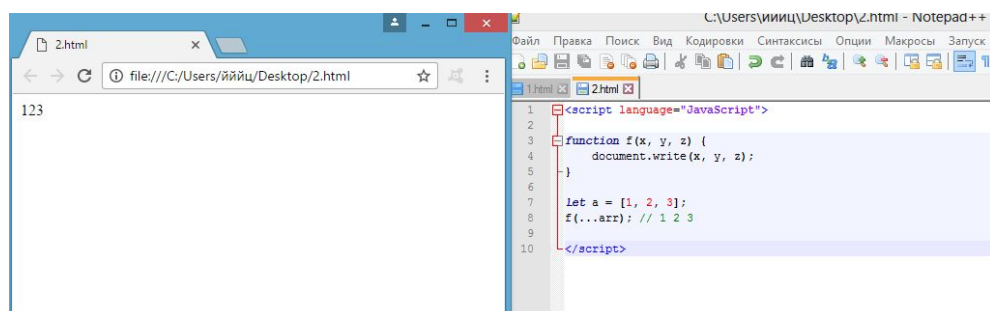 2.html
file:///C:/Users/йййц/Desktop/2.html
123
C:\Users\йййц\Desktop\2.html - Notepad++
Файл Правка Поиск Вид Кодировки Синтаксисы Опции Макросы Запуск
1.html 2.html
1 <script language="JavaScript">
2
3 function f(x, y, z) {
4 document.write(x, y, z);
5 }
6
7 let a = [1, 2, 3];
8 f(...arr); // 1 2 3
9
10 </script>